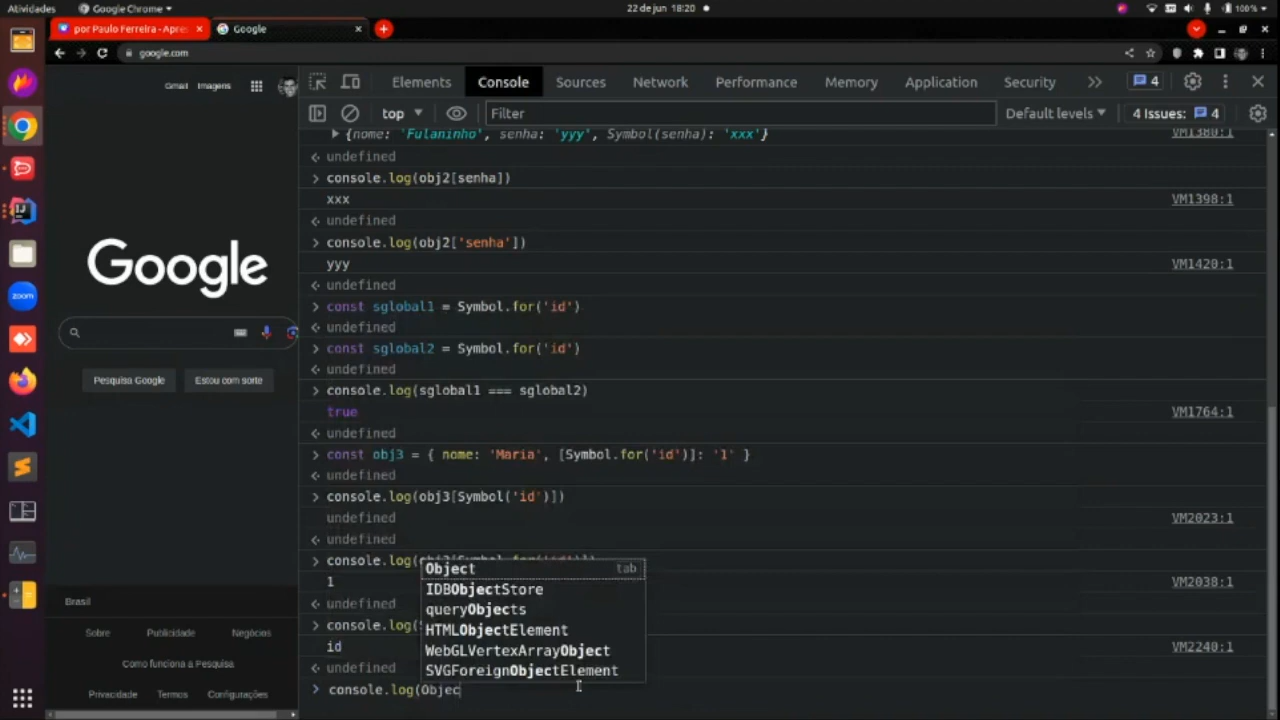 Atividades
Google Chrome
22 de jun 18:20
100%
por Paulo Ferreira - Apre
Google
google.com
Gmail
Imagens
Elements
Console
Sources
Network
Performance
Memory
Application
Security
4
top
Filter
Default levels
4 Issues:
4
{nome: 'Fulaninho', senha: 'yyy', Symbol(senha): 'xxx'}
VM1380:1
undefined
console.log(obj2[senha])
xxx
VM1398:1
undefined
console.log(obj2['senha'])
yyy
VM1420:1
undefined
const sglobal1 = Symbol.for('id')
undefined
const sglobal2 = Symbol.for('id')
undefined
console.log(sglobal1 === sglobal2)
true
VM1764:1
undefined
const obj3 = { nome: 'Maria', [Symbol.for('id')]: '1' }
undefined
console.log(obj3[Symbol('id')])
undefined
VM2023:1
undefined
console.log(
1
VM2038:1
undefined
console.log(
id
VM2240:1
undefined
console.log(Objec
Object
tab
IDBObjectStore
queryObjects
HTMLObjectElement
WebGLVertexArrayObject
SVGForeignObjectElement
Google
Pesquisa Google
Estou com sorte
Brasil
Sobre
Publicidade
Negócios
Como funciona a Pesquisa
Privacidade
Termos
Configurações
zoom